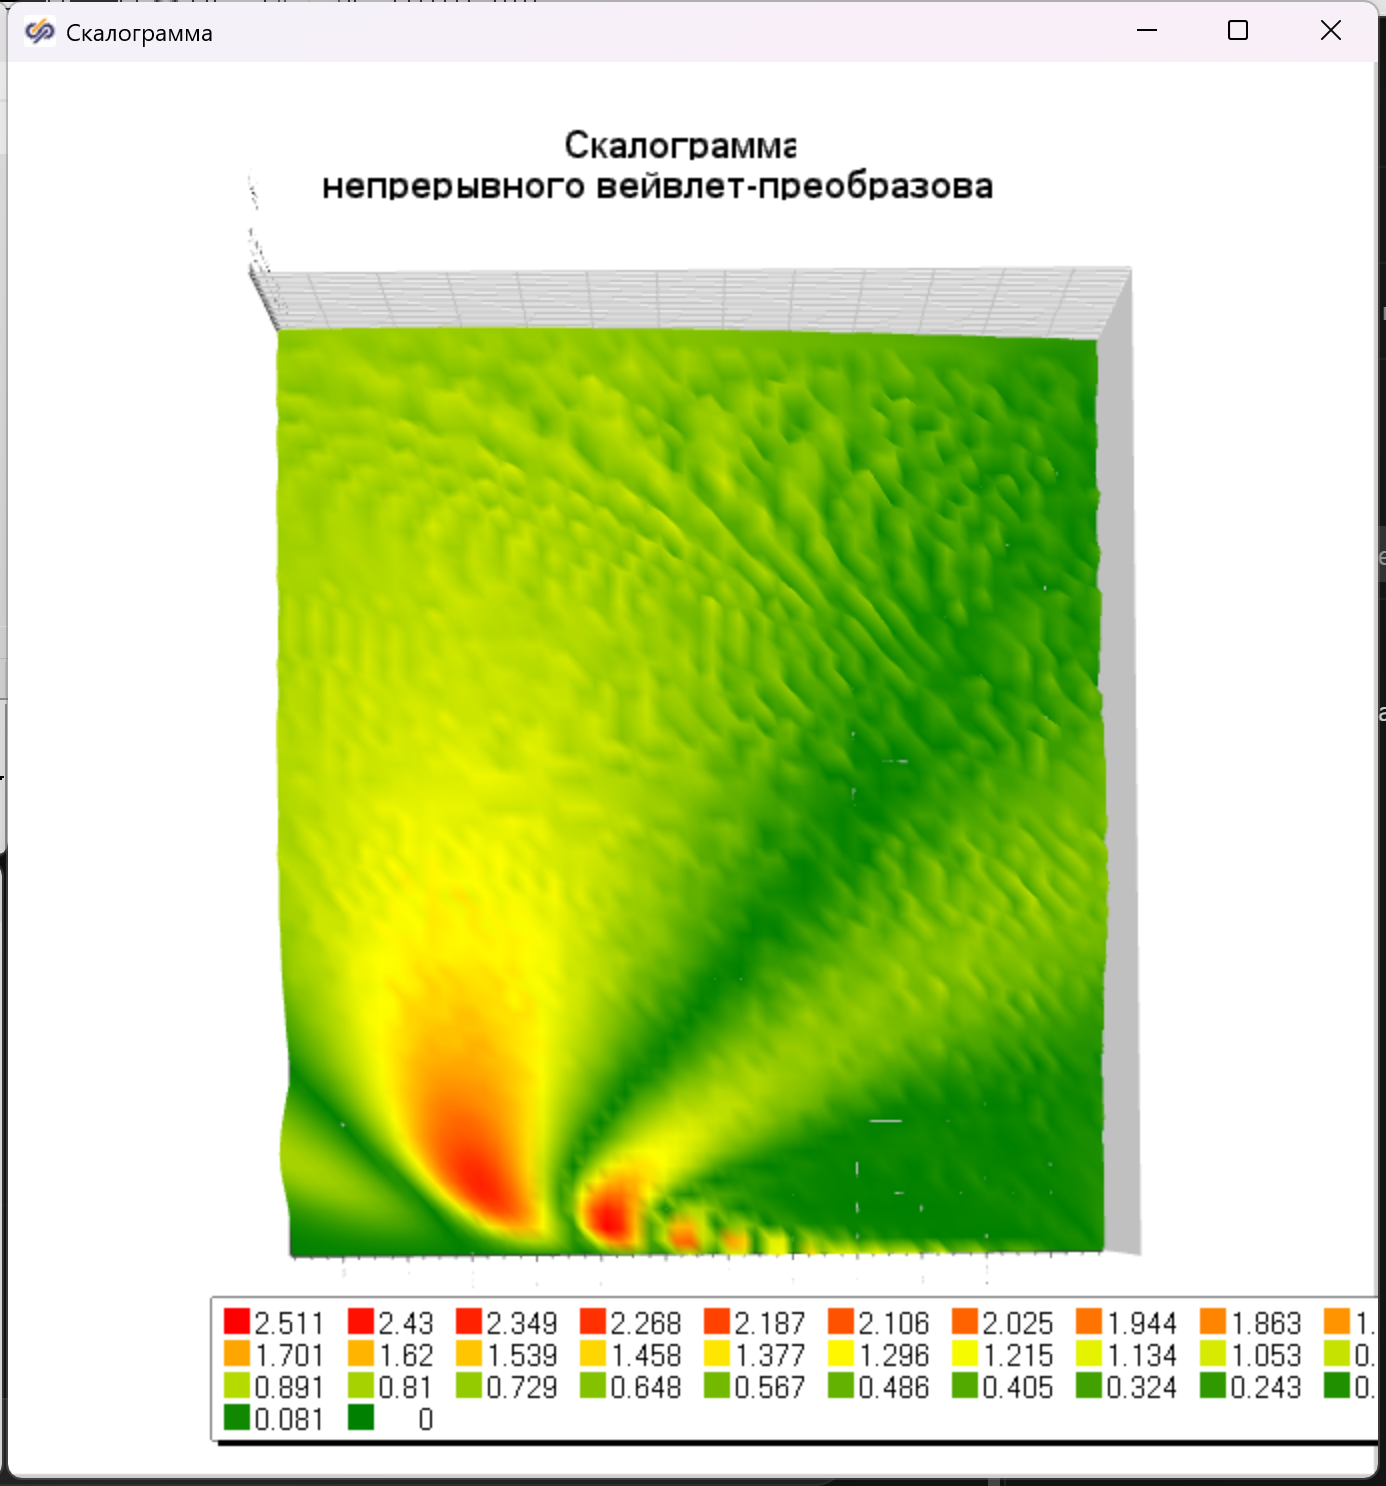 Скалограмма
Скалограмма
непрерывного вейвлет-преобразова
2.511 2.43 2.349 2.268 2.187 2.106 2.025 1.944 1.863 1.
1.701 1.62 1.539 1.458 1.377 1.296 1.215 1.134 1.053 0.
0.891 0.81 0.729 0.648 0.567 0.486 0.405 0.324 0.243 0.
0.081 0